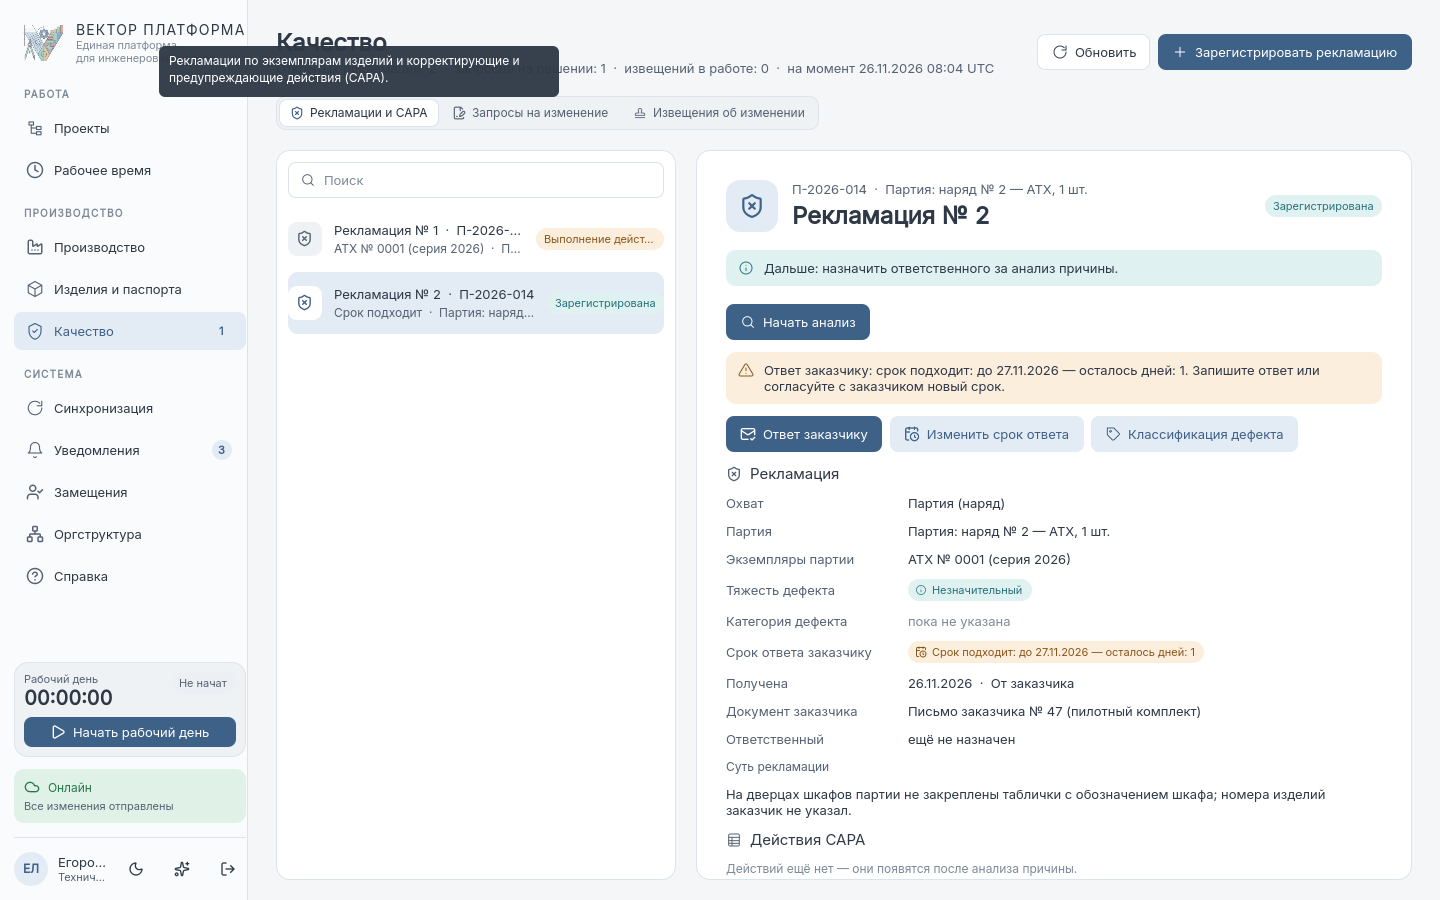 ВЕКТОР ПЛАТФОРМА
Единая платформа
для инженеров
РАБОТА
Проекты
Рабочее время
ПРОИЗВОДСТВО
Производство
Изделия и паспорта
Качество 1
СИСТЕМА
Синхронизация
Уведомления 3
Замещения
Оргструктура
Справка
Рабочий день
00:00:00
Не начат
Начать рабочий день
Онлайн
Все изменения отправлены
ЕЛ
Егоро...
Технич...
Качество
Рекламации по экземплярам изделий и корректирующие и
предупреждающие действия (CAPA).
решении: 1 · извещений в работе: 0 · на момент 26.11.2026 08:04 UTC
Обновить
Зарегистрировать рекламацию
Рекламации и CAPA
Запросы на изменение
Извещения об изменении
Поиск
Рекламация № 1 · П-2026-...
АТХ № 0001 (серия 2026) · П...
Выполнение дейст...
Рекламация № 2 · П-2026-014
Срок подходит · Партия: наряд...
Зарегистрирована
П-2026-014 · Партия: наряд № 2 — АТХ, 1 шт.
Рекламация № 2
Зарегистрирована
Дальше: назначить ответственного за анализ причины.
Начать анализ
Ответ заказчику: срок подходит: до 27.11.2026 — осталось дней: 1. Запишите ответ или
согласуйте с заказчиком новый срок.
Ответ заказчику
Изменить срок ответа
Классификация дефекта
Рекламация
Охват Партия (наряд)
Партия Партия: наряд № 2 — АТХ, 1 шт.
Экземпляры партии АТХ № 0001 (серия 2026)
Тяжесть дефекта Незначительный
Категория дефекта пока не указана
Срок ответа заказчику Срок подходит: до 27.11.2026 — осталось дней: 1
Получена 26.11.2026 · От заказчика
Документ заказчика Письмо заказчика № 47 (пилотный комплект)
Ответственный ещё не назначен
Суть рекламации
На дверцах шкафов партии не закреплены таблички с обозначением шкафа; номера изделий
заказчик не указал.
Действия CAPA
Действий ещё нет — они появятся после анализа причины.